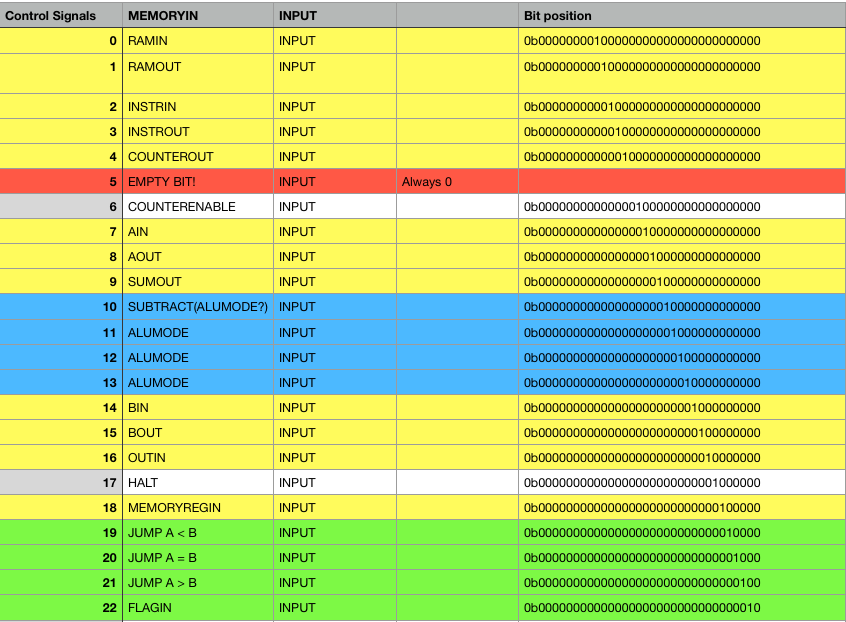 Control Signals MEMORYIN INPUT Bit position
0 RAMIN INPUT 0b00000000100000000000000000000000
1 RAMOUT INPUT 0b00000000010000000000000000000000
2 INSTRIN INPUT 0b00000000001000000000000000000000
3 INSTROUT INPUT 0b00000000000100000000000000000000
4 COUNTEROUT INPUT 0b00000000000010000000000000000000
5 EMPTY BIT! INPUT Always 0
6 COUNTERENABLE INPUT 0b00000000000000100000000000000000
7 AIN INPUT 0b00000000000000010000000000000000
8 AOUT INPUT 0b00000000000000001000000000000000
9 SUMOUT INPUT 0b00000000000000000100000000000000
10 SUBTRACT(ALUMODE?) INPUT 0b00000000000000000010000000000000
11 ALUMODE INPUT 0b00000000000000000001000000000000
12 ALUMODE INPUT 0b00000000000000000000100000000000
13 ALUMODE INPUT 0b00000000000000000000010000000000
14 BIN INPUT 0b00000000000000000000001000000000
15 BOUT INPUT 0b00000000000000000000000100000000
16 OUTIN INPUT 0b00000000000000000000000010000000
17 HALT INPUT 0b00000000000000000000000001000000
18 MEMORYREGIN INPUT 0b00000000000000000000000000100000
19 JUMP A < B INPUT 0b00000000000000000000000000010000
20 JUMP A = B INPUT 0b00000000000000000000000000001000
21 JUMP A > B INPUT 0b00000000000000000000000000000100
22 FLAGIN INPUT 0b00000000000000000000000000000010